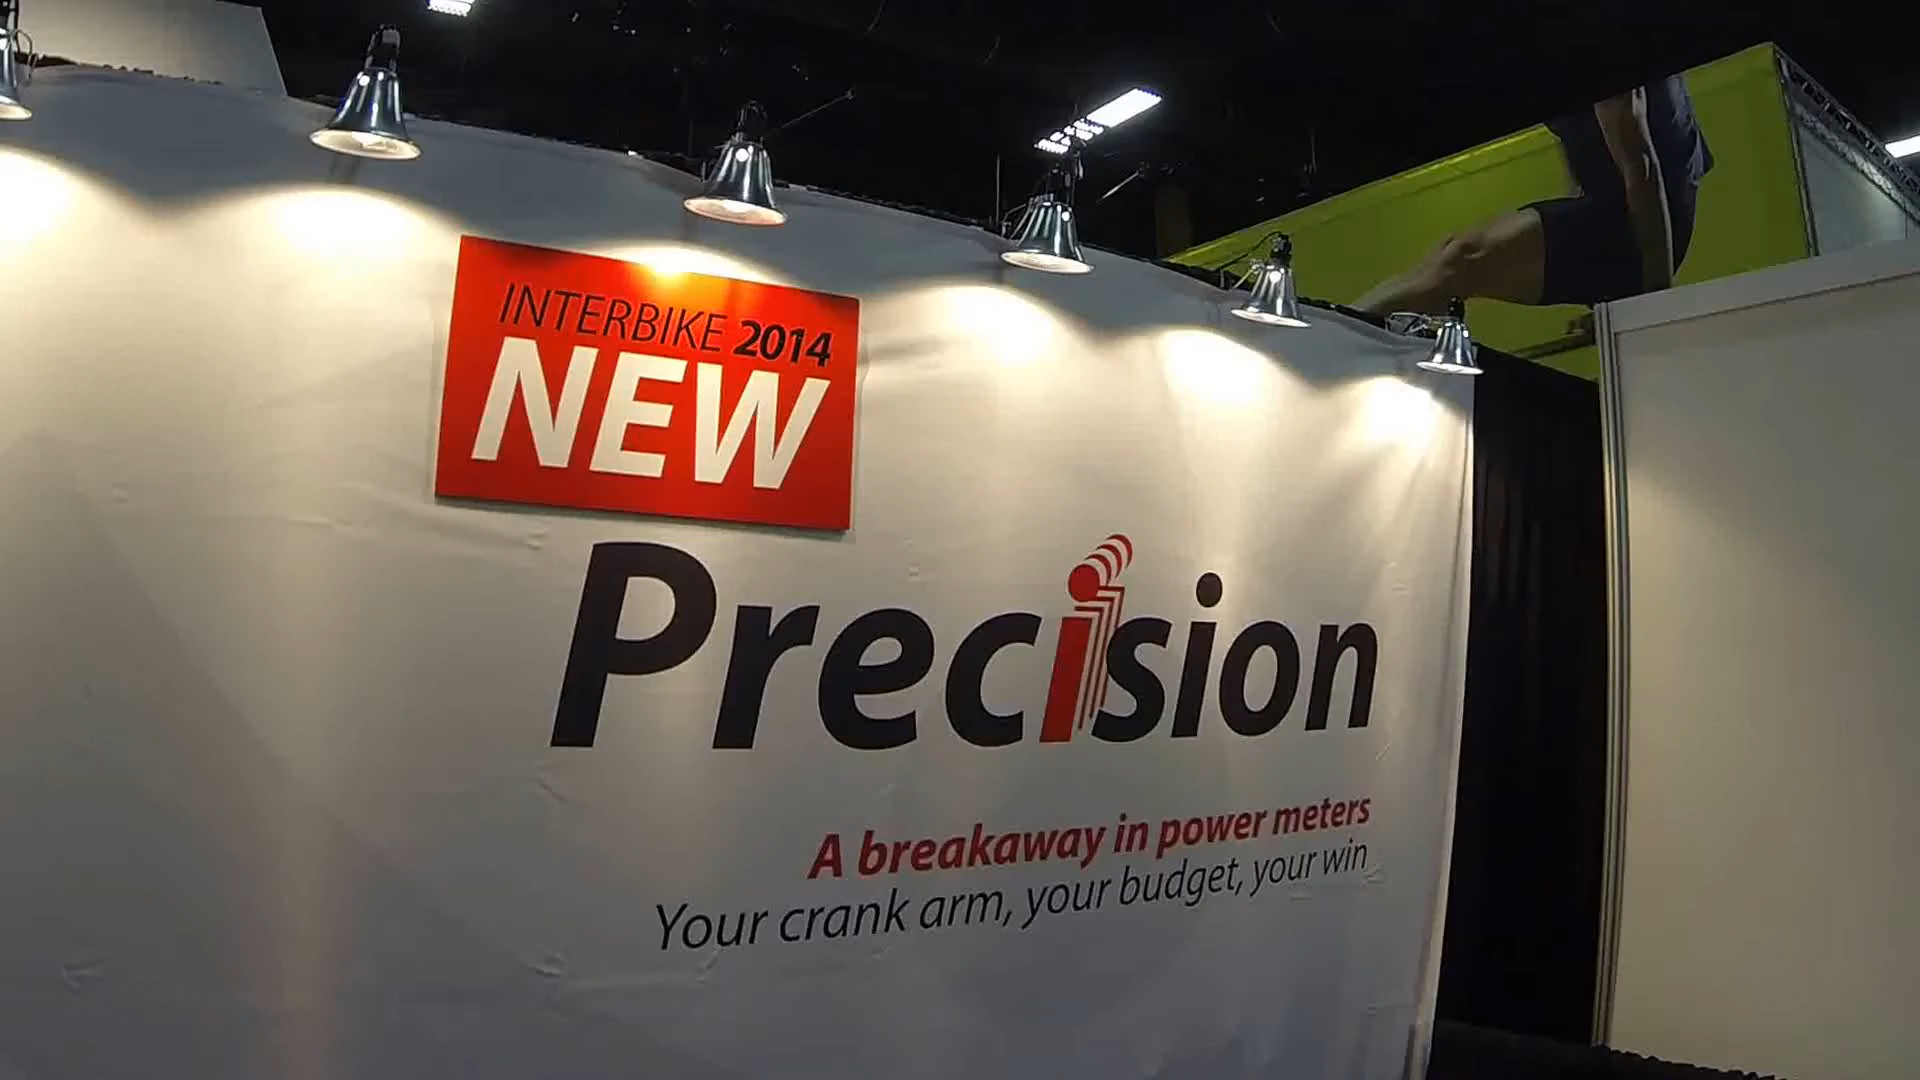 INTERBIKE 2014
NEW
Precision
A breakaway in power meters
Your crank arm, your budget, your win